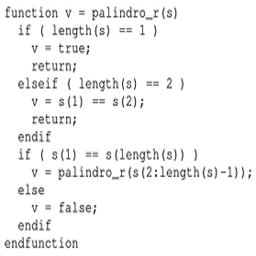 function v = palindro_r(s)
  if ( length(s) == 1 )
    v = true;
    return;
  elseif ( length(s) == 2 )
    v = s(1) == s(2);
    return;
  endif
  if ( s(1) == s(length(s)) )
    v = palindro_r(s(2:length(s)-1));
  else
    v = false;
  endif
endfunction